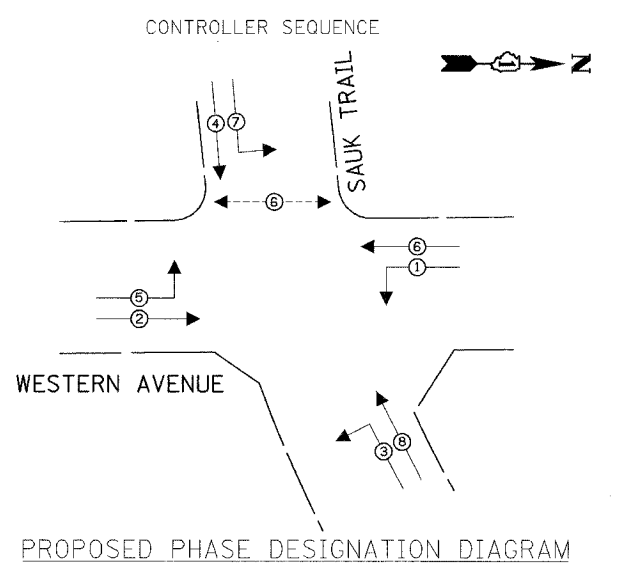 CONTROLLER SEQUENCE
N
SAUK TRAIL
4
7
6
6
1
5
2
WESTERN AVENUE
3
8
PROPOSED PHASE DESIGNATION DIAGRAM